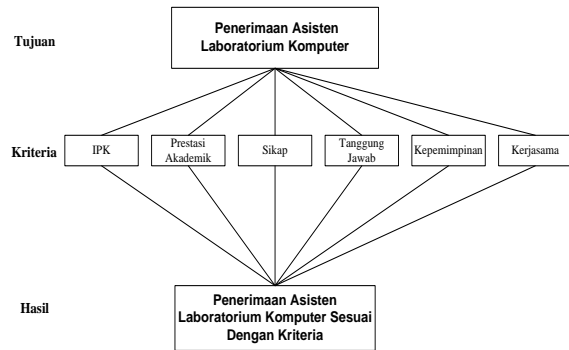 Tujuan
Penerimaan Asisten
Laboratorium Komputer
Kriteria
IPK
Prestasi
Akademik
Sikap
Tanggung
Jawab
Kepemimpinan
Kerjasama
Hasil
Penerimaan Asisten
Laboratorium Komputer Sesuai
Dengan Kriteria